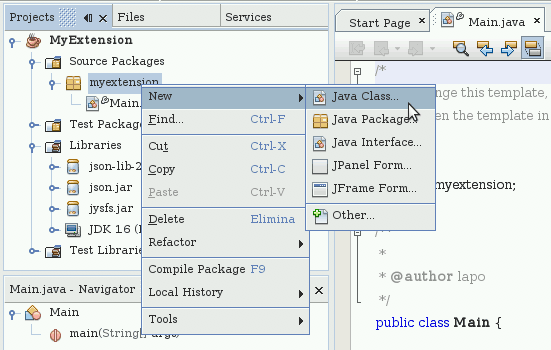 Projects
Files
Services
MyExtension
Source Packages
myextension
Main.
Test Package
Libraries
json-lib-2
json.jar
jysfs.jar
JDK 16 (
Test Librarie
New
Find... Ctrl-F
Cut Ctrl-X
Copy Ctrl-C
Paste Ctrl-V
Delete Elimina
Refactor
Compile Package F9
Local History
Tools
Java Class...
Java Package
Java Interface...
JPanel Form...
JFrame Form...
Other...
Main.java - Navigator
Main
main(String[] args)
Start Page
Main.java
/*
nge this template,
en the template in
myextension;
/**
*
* @author lapo
*/
public class Main {